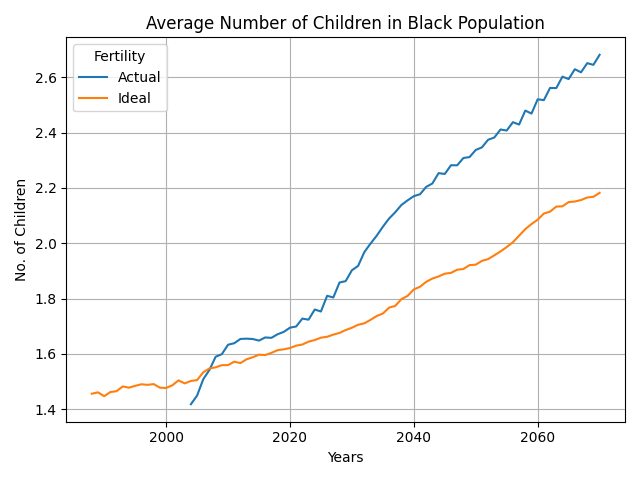 Average Number of Children in Black Population
Fertility
Actual
Ideal
No. of Children
2.6
2.4
2.2
2.0
1.8
1.6
1.4
2000
2020
2040
2060
Years